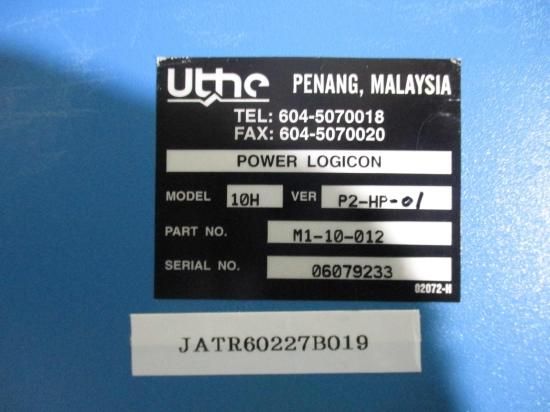 Uthe PENANG, MALAYSIA
TEL: 604-5070018
FAX: 604-5070020
POWER LOGICON
MODEL 10H VER P2-HP-01
PART NO. M1-10-012
SERIAL NO. 06079233
02072-H
JATR60227B019